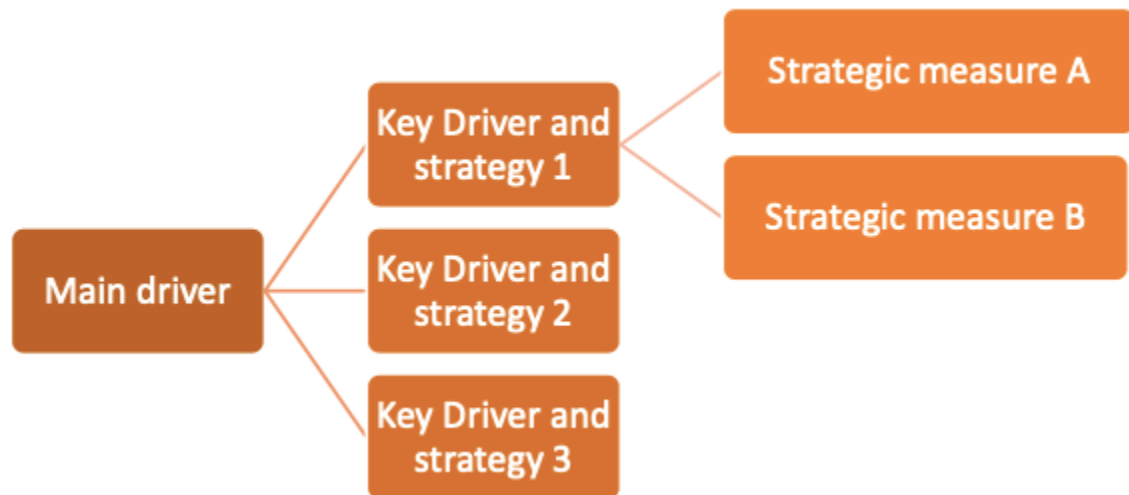 Main driver
Key Driver and
strategy 1
Key Driver and
strategy 2
Key Driver and
strategy 3
Strategic measure A
Strategic measure B